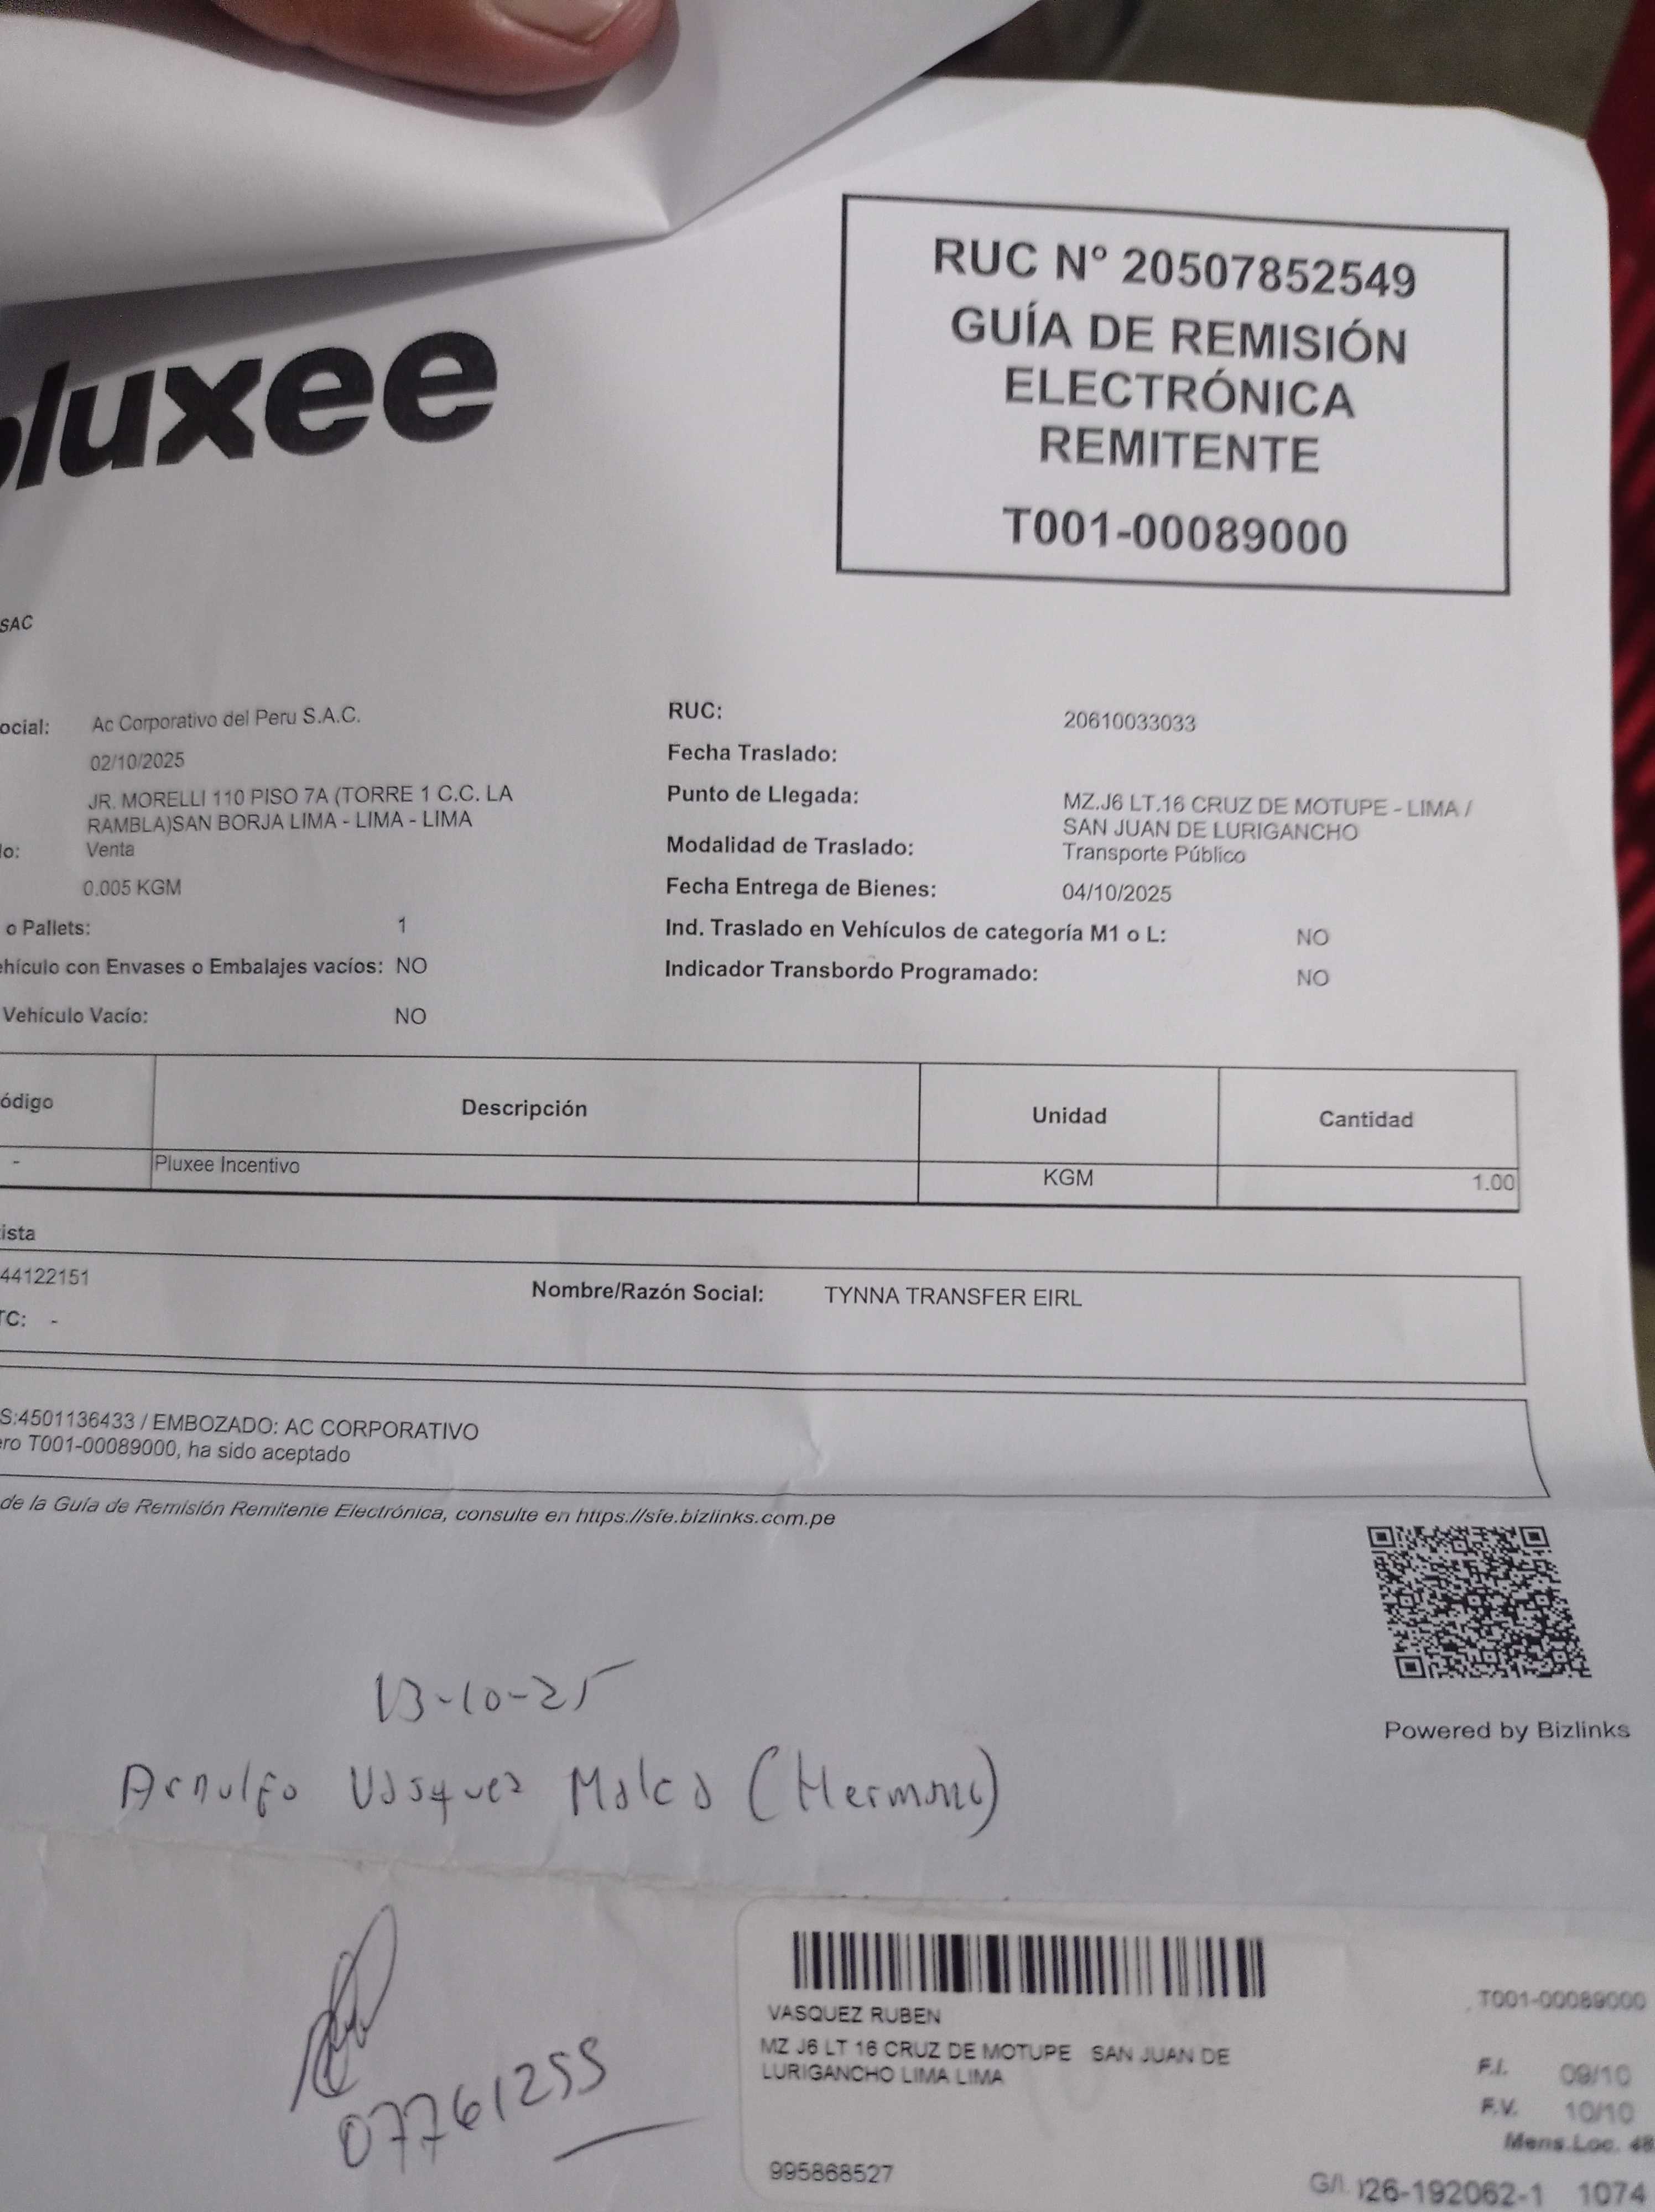 pluxee
RUC N° 20507852549
GUÍA DE REMISIÓN
ELECTRÓNICA
REMITENTE
T001-00089000
SAC
ocial: Ac Corporativo del Peru S.A.C.
RUC: 20610033033
02/10/2025
Fecha Traslado:
JR. MORELLI 110 PISO 7A (TORRE 1 C.C. LA
RAMBLA)SAN BORJA LIMA - LIMA - LIMA
Punto de Llegada: MZ.J6 LT.16 CRUZ DE MOTUPE - LIMA /
SAN JUAN DE LURIGANCHO
lo: Venta
Modalidad de Traslado: Transporte Público
0.005 KGM
Fecha Entrega de Bienes: 04/10/2025
o Pallets: 1
Ind. Traslado en Vehículos de categoría M1 o L: NO
ehículo con Envases o Embalajes vacíos: NO
Indicador Transbordo Programado: NO
Vehículo Vacío: NO
ódigo Descripción Unidad Cantidad
- Pluxee Incentivo KGM 1.00
ista
44122151 Nombre/Razón Social: TYNNA TRANSFER EIRL
TC: -
S:4501136433 / EMBOZADO: AC CORPORATIVO
ero T001-00089000, ha sido aceptado
de la Guía de Remisión Remitente Electrónica, consulte en https://sfe.bizlinks.com.pe
Powered by Bizlinks
13-10-25
Arnulfo Vasquez Malca (Hermano)
07761255
VASQUEZ RUBEN
MZ J6 LT 16 CRUZ DE MOTUPE SAN JUAN DE
LURIGANCHO LIMA LIMA
995868527
T001-00089000
F.I. 09/10
F.V. 10/10
Mens.Loc. 48
G/I. 026-192062-1 1074